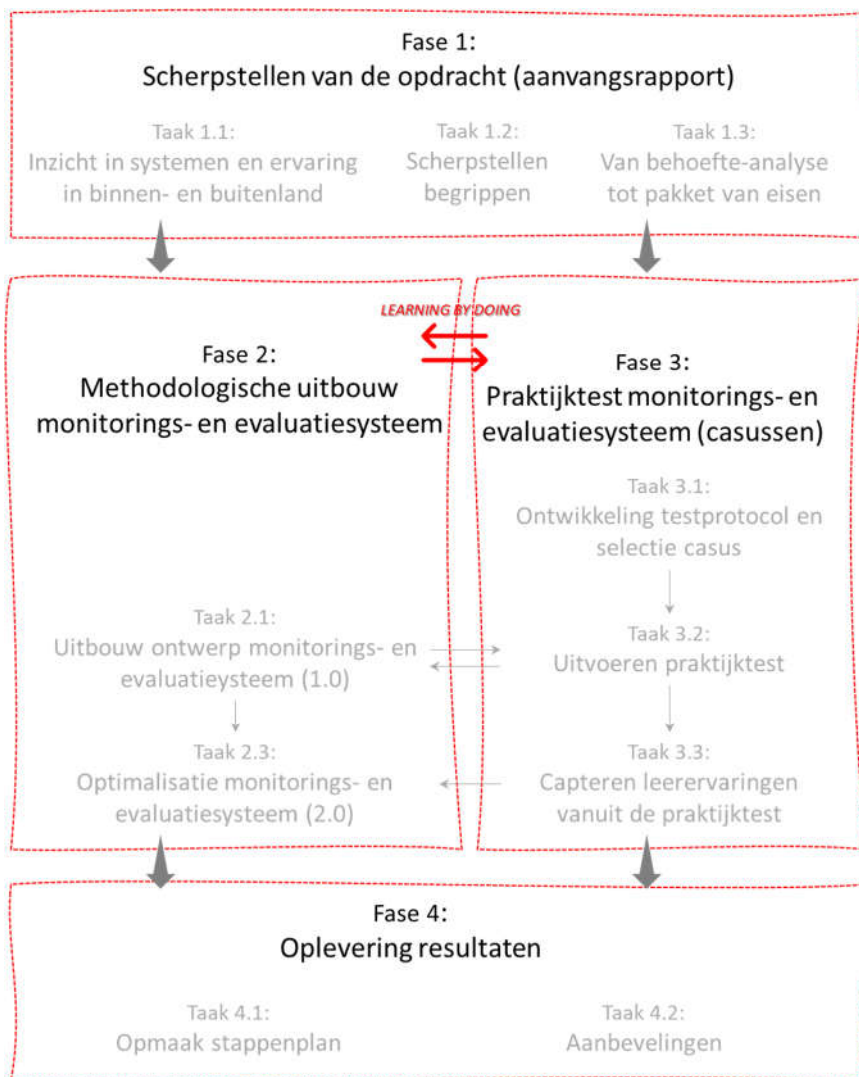 Fase 1:
Scherpstellen van de opdracht (aanvangsrapport)
Taak 1.1:
Inzicht in systemen en ervaring
in binnen- en buitenland
Taak 1.2:
Scherpstellen
begrippen
Taak 1.3:
Van behoefte-analyse
tot pakket van eisen
LEARNING BY DOING
Fase 2:
Methodologische uitbouw
monitorings- en evaluatiesysteem
Taak 2.1:
Uitbouw ontwerp monitorings- en
evaluatieysteem (1.0)
Taak 2.3:
Optimalisatie monitorings- en
evaluatiesysteem (2.0)
Fase 3:
Praktijktest monitorings- en
evaluatiesysteem (casussen)
Taak 3.1:
Ontwikkeling testprotocol en
selectie casus
Taak 3.2:
Uitvoeren praktijktest
Taak 3.3:
Capteren leerervaringen
vanuit de praktijktest
Fase 4:
Oplevering resultaten
Taak 4.1:
Opmaak stappenplan
Taak 4.2:
Aanbevelingen